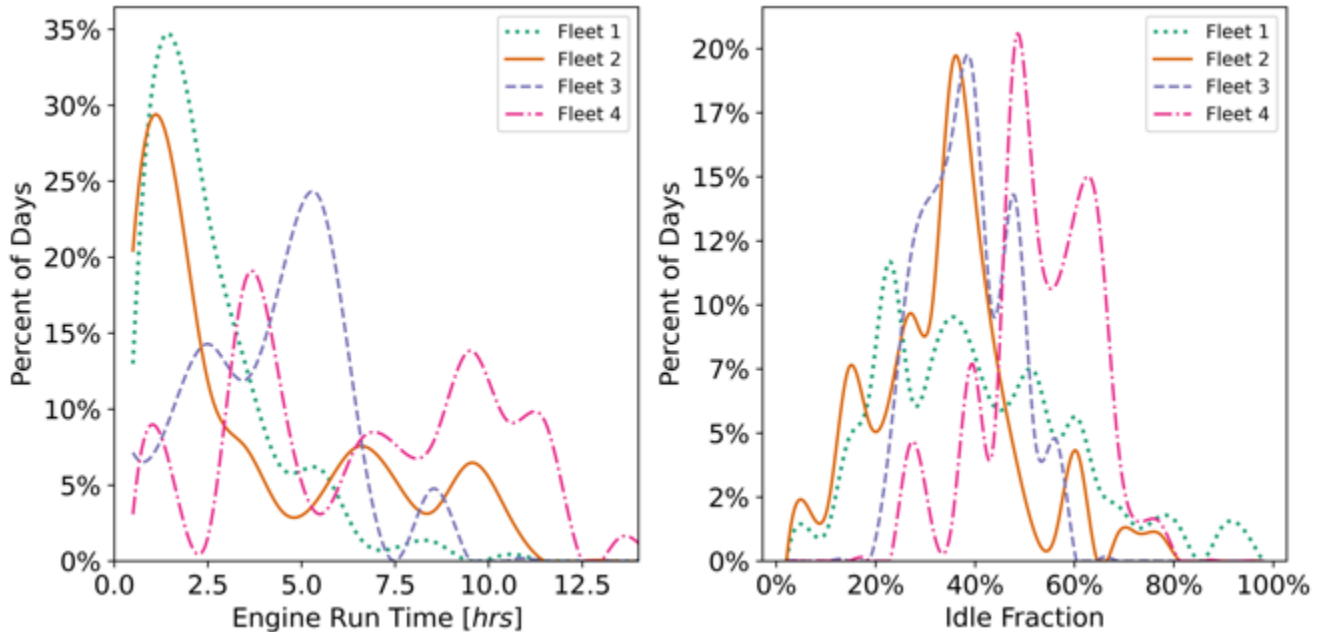 35%
30%
25%
20%
15%
10%
5%
0%
Percent of Days
0.0
2.5
5.0
7.5
10.0
12.5
Engine Run Time [hrs]
Fleet 1
Fleet 2
Fleet 3
Fleet 4
20%
17%
15%
12%
10%
7%
5%
2%
0%
Percent of Days
0%
20%
40%
60%
80%
100%
Idle Fraction
Fleet 1
Fleet 2
Fleet 3
Fleet 4